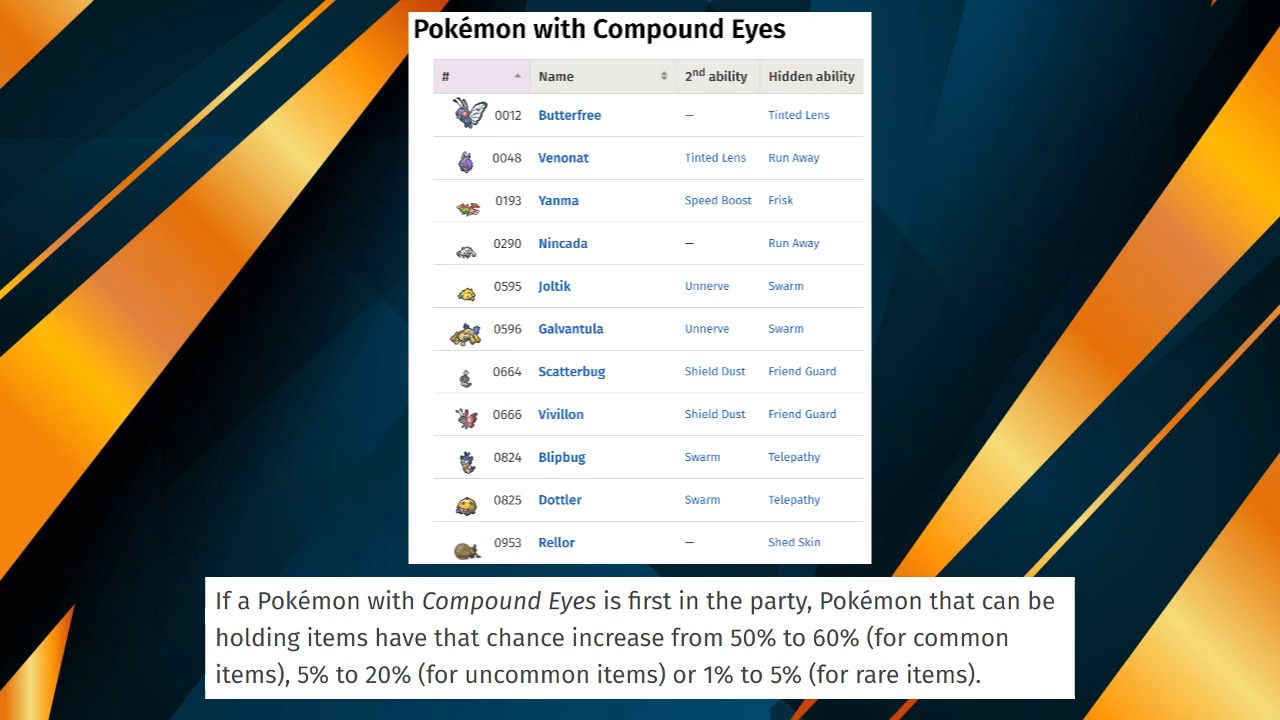 Pokémon with Compound Eyes
# Name 2nd ability Hidden ability
0012 Butterfree — Tinted Lens
0048 Venonat Tinted Lens Run Away
0193 Yanma Speed Boost Frisk
0290 Nincada — Run Away
0595 Joltik Unnerve Swarm
0596 Galvantula Unnerve Swarm
0664 Scatterbug Shield Dust Friend Guard
0666 Vivillon Shield Dust Friend Guard
0824 Blipbug Swarm Telepathy
0825 Dottler Swarm Telepathy
0953 Rellor — Shed Skin
If a Pokémon with Compound Eyes is first in the party, Pokémon that can be
holding items have that chance increase from 50% to 60% (for common
items), 5% to 20% (for uncommon items) or 1% to 5% (for rare items).